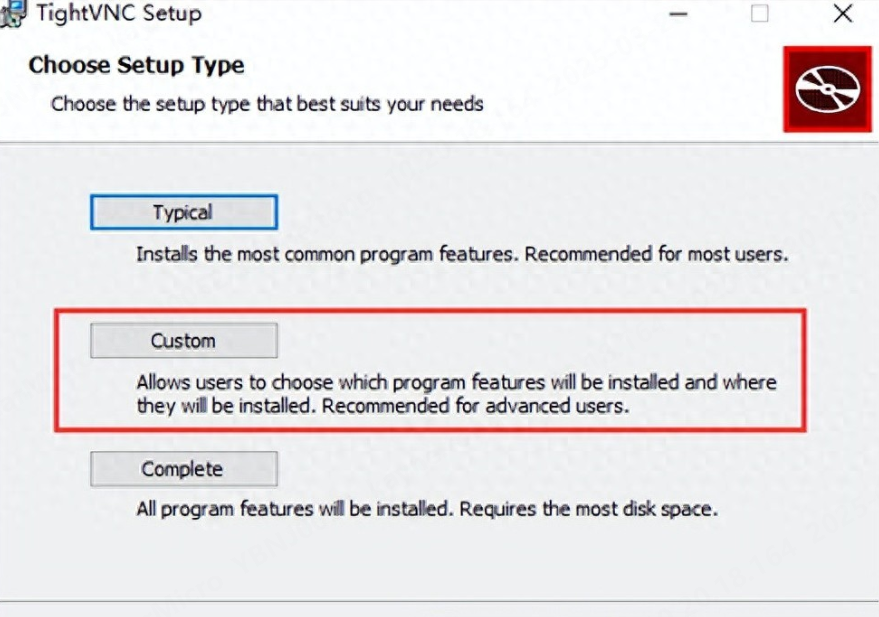 TightVNC Setup
Choose Setup Type
Choose the setup type that best suits your needs
Typical
Installs the most common program features. Recommended for most users.
Custom
Allows users to choose which program features will be installed and where
they will be installed. Recommended for advanced users.
Complete
All program features will be installed. Requires the most disk space.